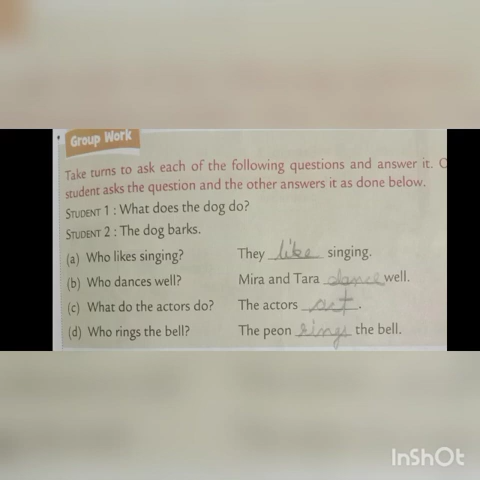 Group Work
Take turns to ask each of the following questions and answer it.
student asks the question and the other answers it as done below.
STUDENT 1 : What does the dog do?
STUDENT 2 : The dog barks.
(a) Who likes singing? They like singing.
(b) Who dances well? Mira and Tara dance well.
(c) What do the actors do? The actors act.
(d) Who rings the bell? The peon rings the bell.
InShOt